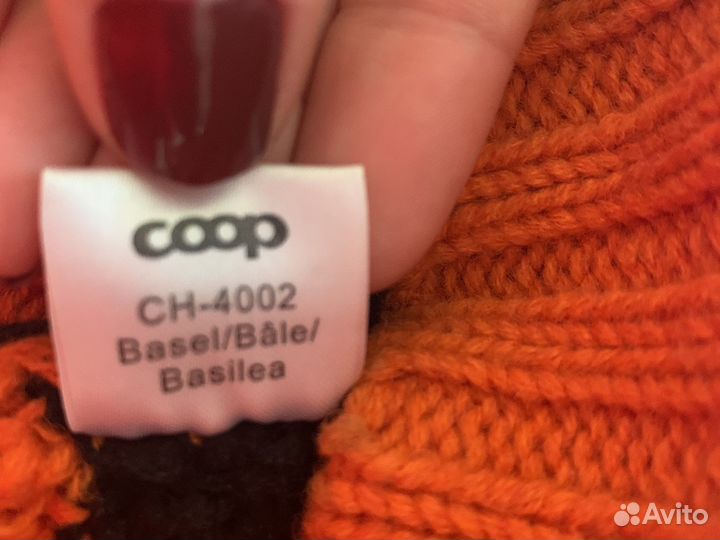 coop
CH-4002
Basel/Bâle/
Basilea
Avito